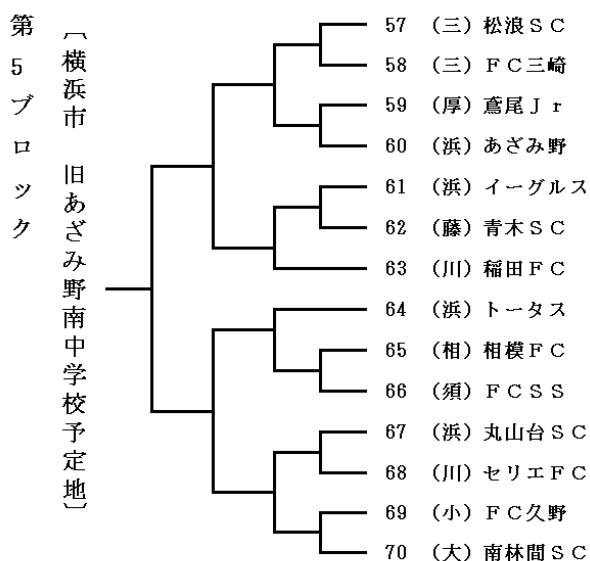 第5ブロック
〔横浜市 旧あざみ野南中学校予定地〕
57 (三) 松浪ＳＣ
58 (三) ＦＣ三崎
59 (厚) 鳶尾Ｊｒ
60 (浜) あざみ野
61 (浜) イーグルス
62 (藤) 青木ＳＣ
63 (川) 稲田ＦＣ
64 (浜) トータス
65 (相) 相模ＦＣ
66 (須) ＦＣＳＳ
67 (浜) 丸山台ＳＣ
68 (川) セリエＦＣ
69 (小) ＦＣ久野
70 (大) 南林間ＳＣ